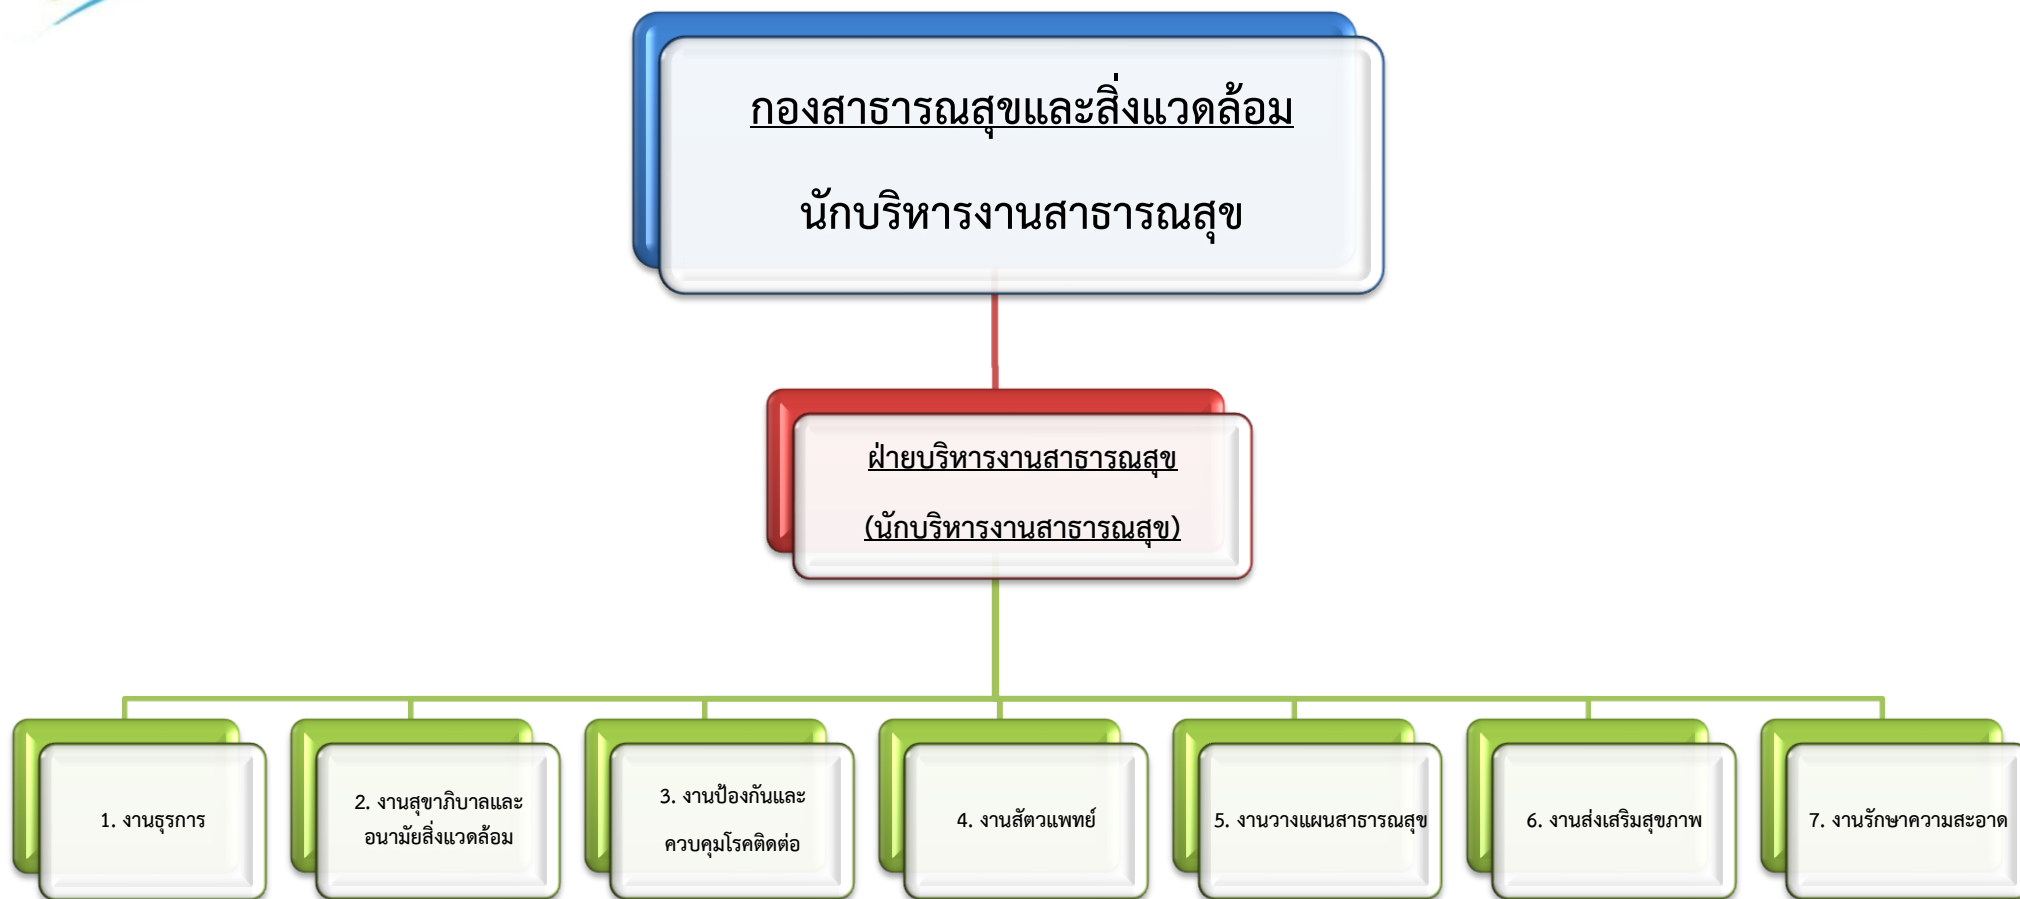 กองสาธารณสุขและสิ่งแวดล้อม
นักบริหารงานสาธารณสุข
ฝ่ายบริหารงานสาธารณสุข
(นักบริหารงานสาธารณสุข)
1. งานธุรการ
2. งานสุขาภิบาลและ
อนามัยสิ่งแวดล้อม
3. งานป้องกันและ
ควบคุมโรคติดต่อ
4. งานสัตวแพทย์
5. งานวางแผนสาธารณสุข
6. งานส่งเสริมสุขภาพ
7. งานรักษาความสะอาด